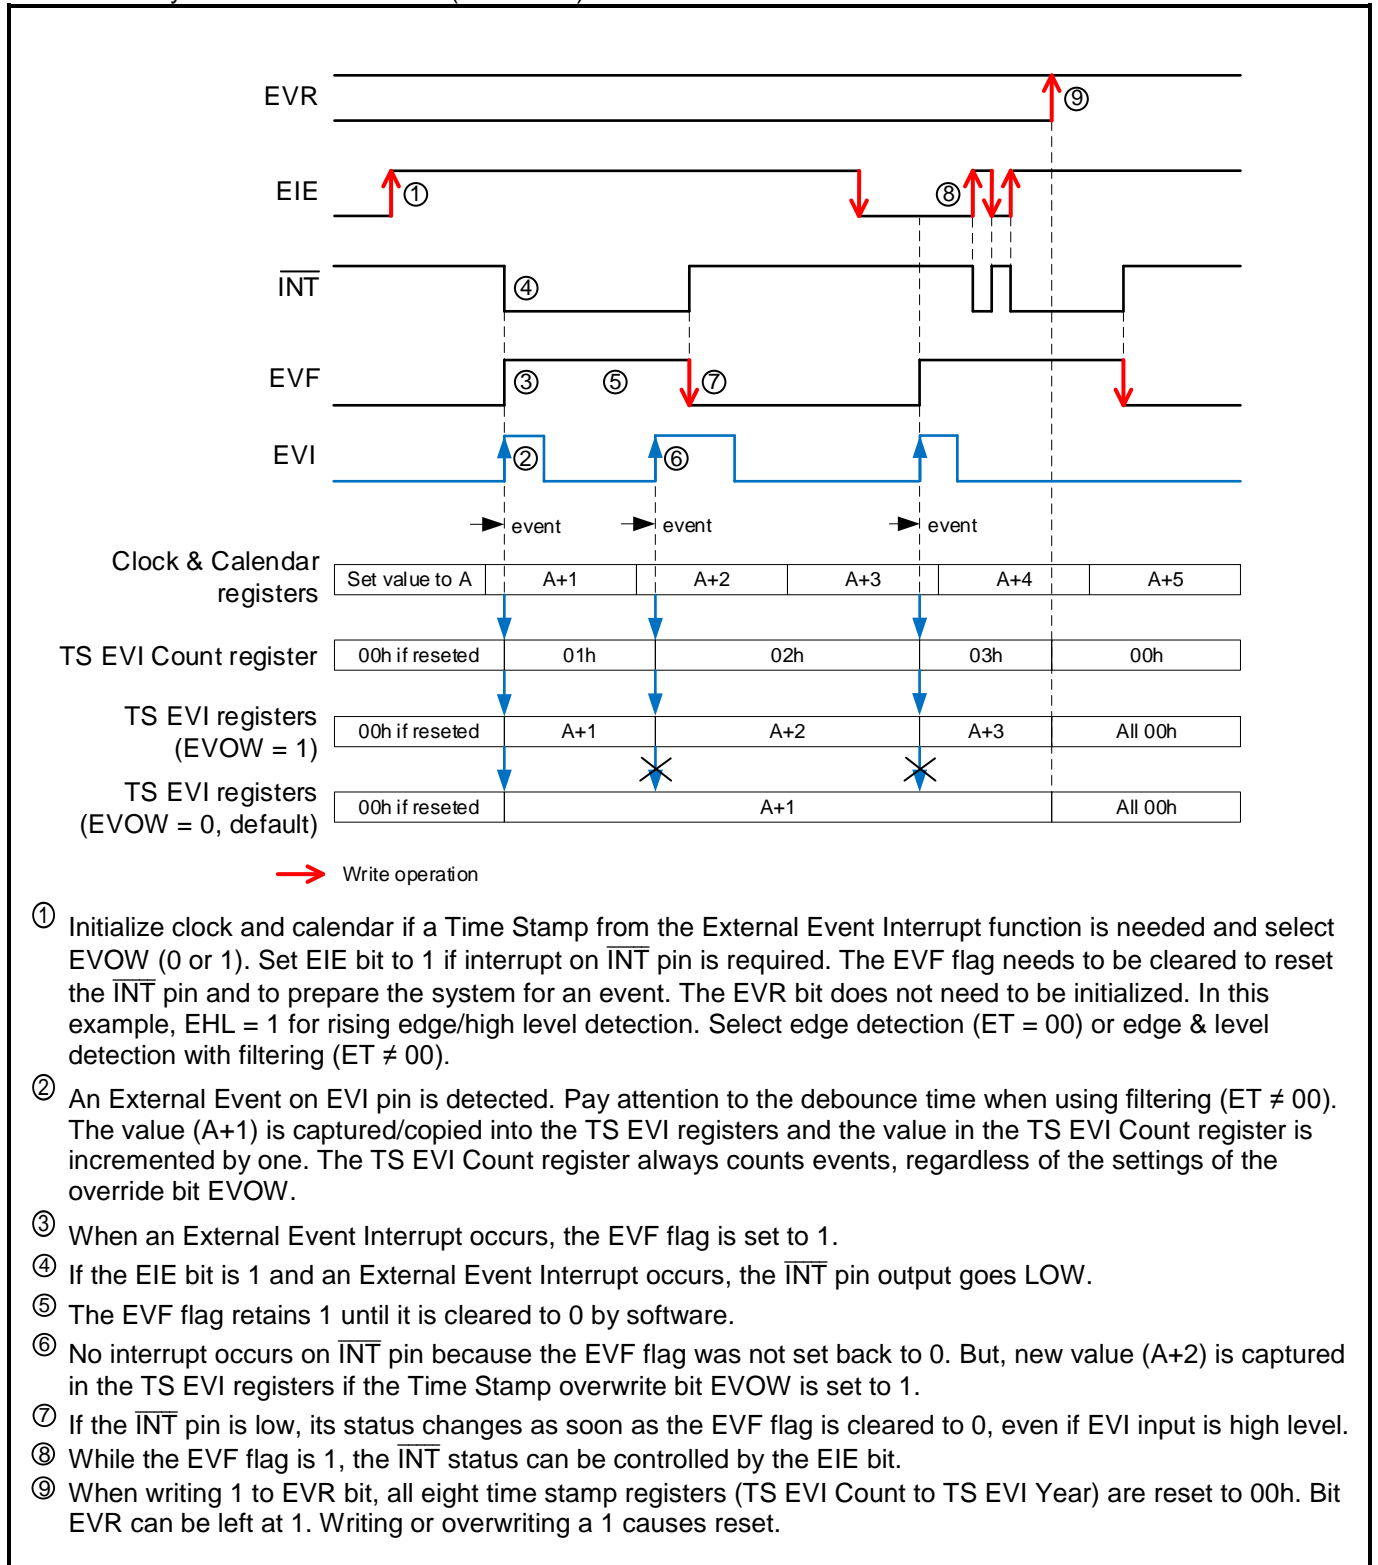 EVR
⑨
EIE
①
⑧
INT
④
EVF
③
⑤
⑦
EVI
②
⑥
event
event
event
Clock & Calendar
registers
Set value to A
A+1
A+2
A+3
A+4
A+5
TS EVI Count register
00h if reseted
01h
02h
03h
00h
TS EVI registers
(EVOW = 1)
00h if reseted
A+1
A+2
A+3
All 00h
TS EVI registers
(EVOW = 0, default)
00h if reseted
A+1
All 00h
Write operation
① Initialize clock and calendar if a Time Stamp from the External Event Interrupt function is needed and select
EVOW (0 or 1). Set EIE bit to 1 if interrupt on INT pin is required. The EVF flag needs to be cleared to reset
the INT pin and to prepare the system for an event. The EVR bit does not need to be initialized. In this
example, EHL = 1 for rising edge/high level detection. Select edge detection (ET = 00) or edge & level
detection with filtering (ET ≠ 00).
② An External Event on EVI pin is detected. Pay attention to the debounce time when using filtering (ET ≠ 00).
The value (A+1) is captured/copied into the TS EVI registers and the value in the TS EVI Count register is
incremented by one. The TS EVI Count register always counts events, regardless of the settings of the
override bit EVOW.
③ When an External Event Interrupt occurs, the EVF flag is set to 1.
④ If the EIE bit is 1 and an External Event Interrupt occurs, the INT pin output goes LOW.
⑤ The EVF flag retains 1 until it is cleared to 0 by software.
⑥ No interrupt occurs on INT pin because the EVF flag was not set back to 0. But, new value (A+2) is captured
in the TS EVI registers if the Time Stamp overwrite bit EVOW is set to 1.
⑦ If the INT pin is low, its status changes as soon as the EVF flag is cleared to 0, even if EVI input is high level.
⑧ While the EVF flag is 1, the INT status can be controlled by the EIE bit.
⑨ When writing 1 to EVR bit, all eight time stamp registers (TS EVI Count to TS EVI Year) are reset to 00h. Bit
EVR can be left at 1. Writing or overwriting a 1 causes reset.